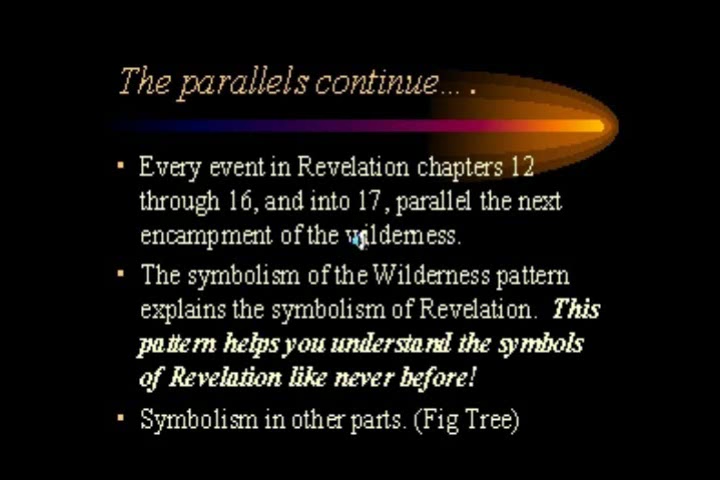 The parallels continue... .
Every event in Revelation chapters 12
through 16, and into 17, parallel the next
encampment of the wilderness.
The symbolism of the Wilderness pattern
explains the symbolism of Revelation. This
pattern helps you understand the symbols
of Revelation like never before!
Symbolism in other parts. (Fig Tree)